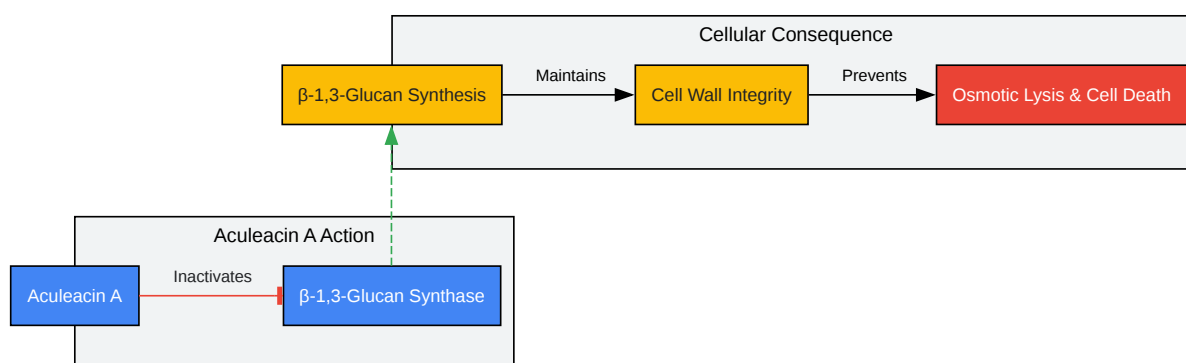 Cellular Consequence
β-1,3-Glucan Synthesis
Maintains
Cell Wall Integrity
Prevents
Osmotic Lysis & Cell Death
Aculeacin A Action
Aculeacin A
Inactivates
β-1,3-Glucan Synthase